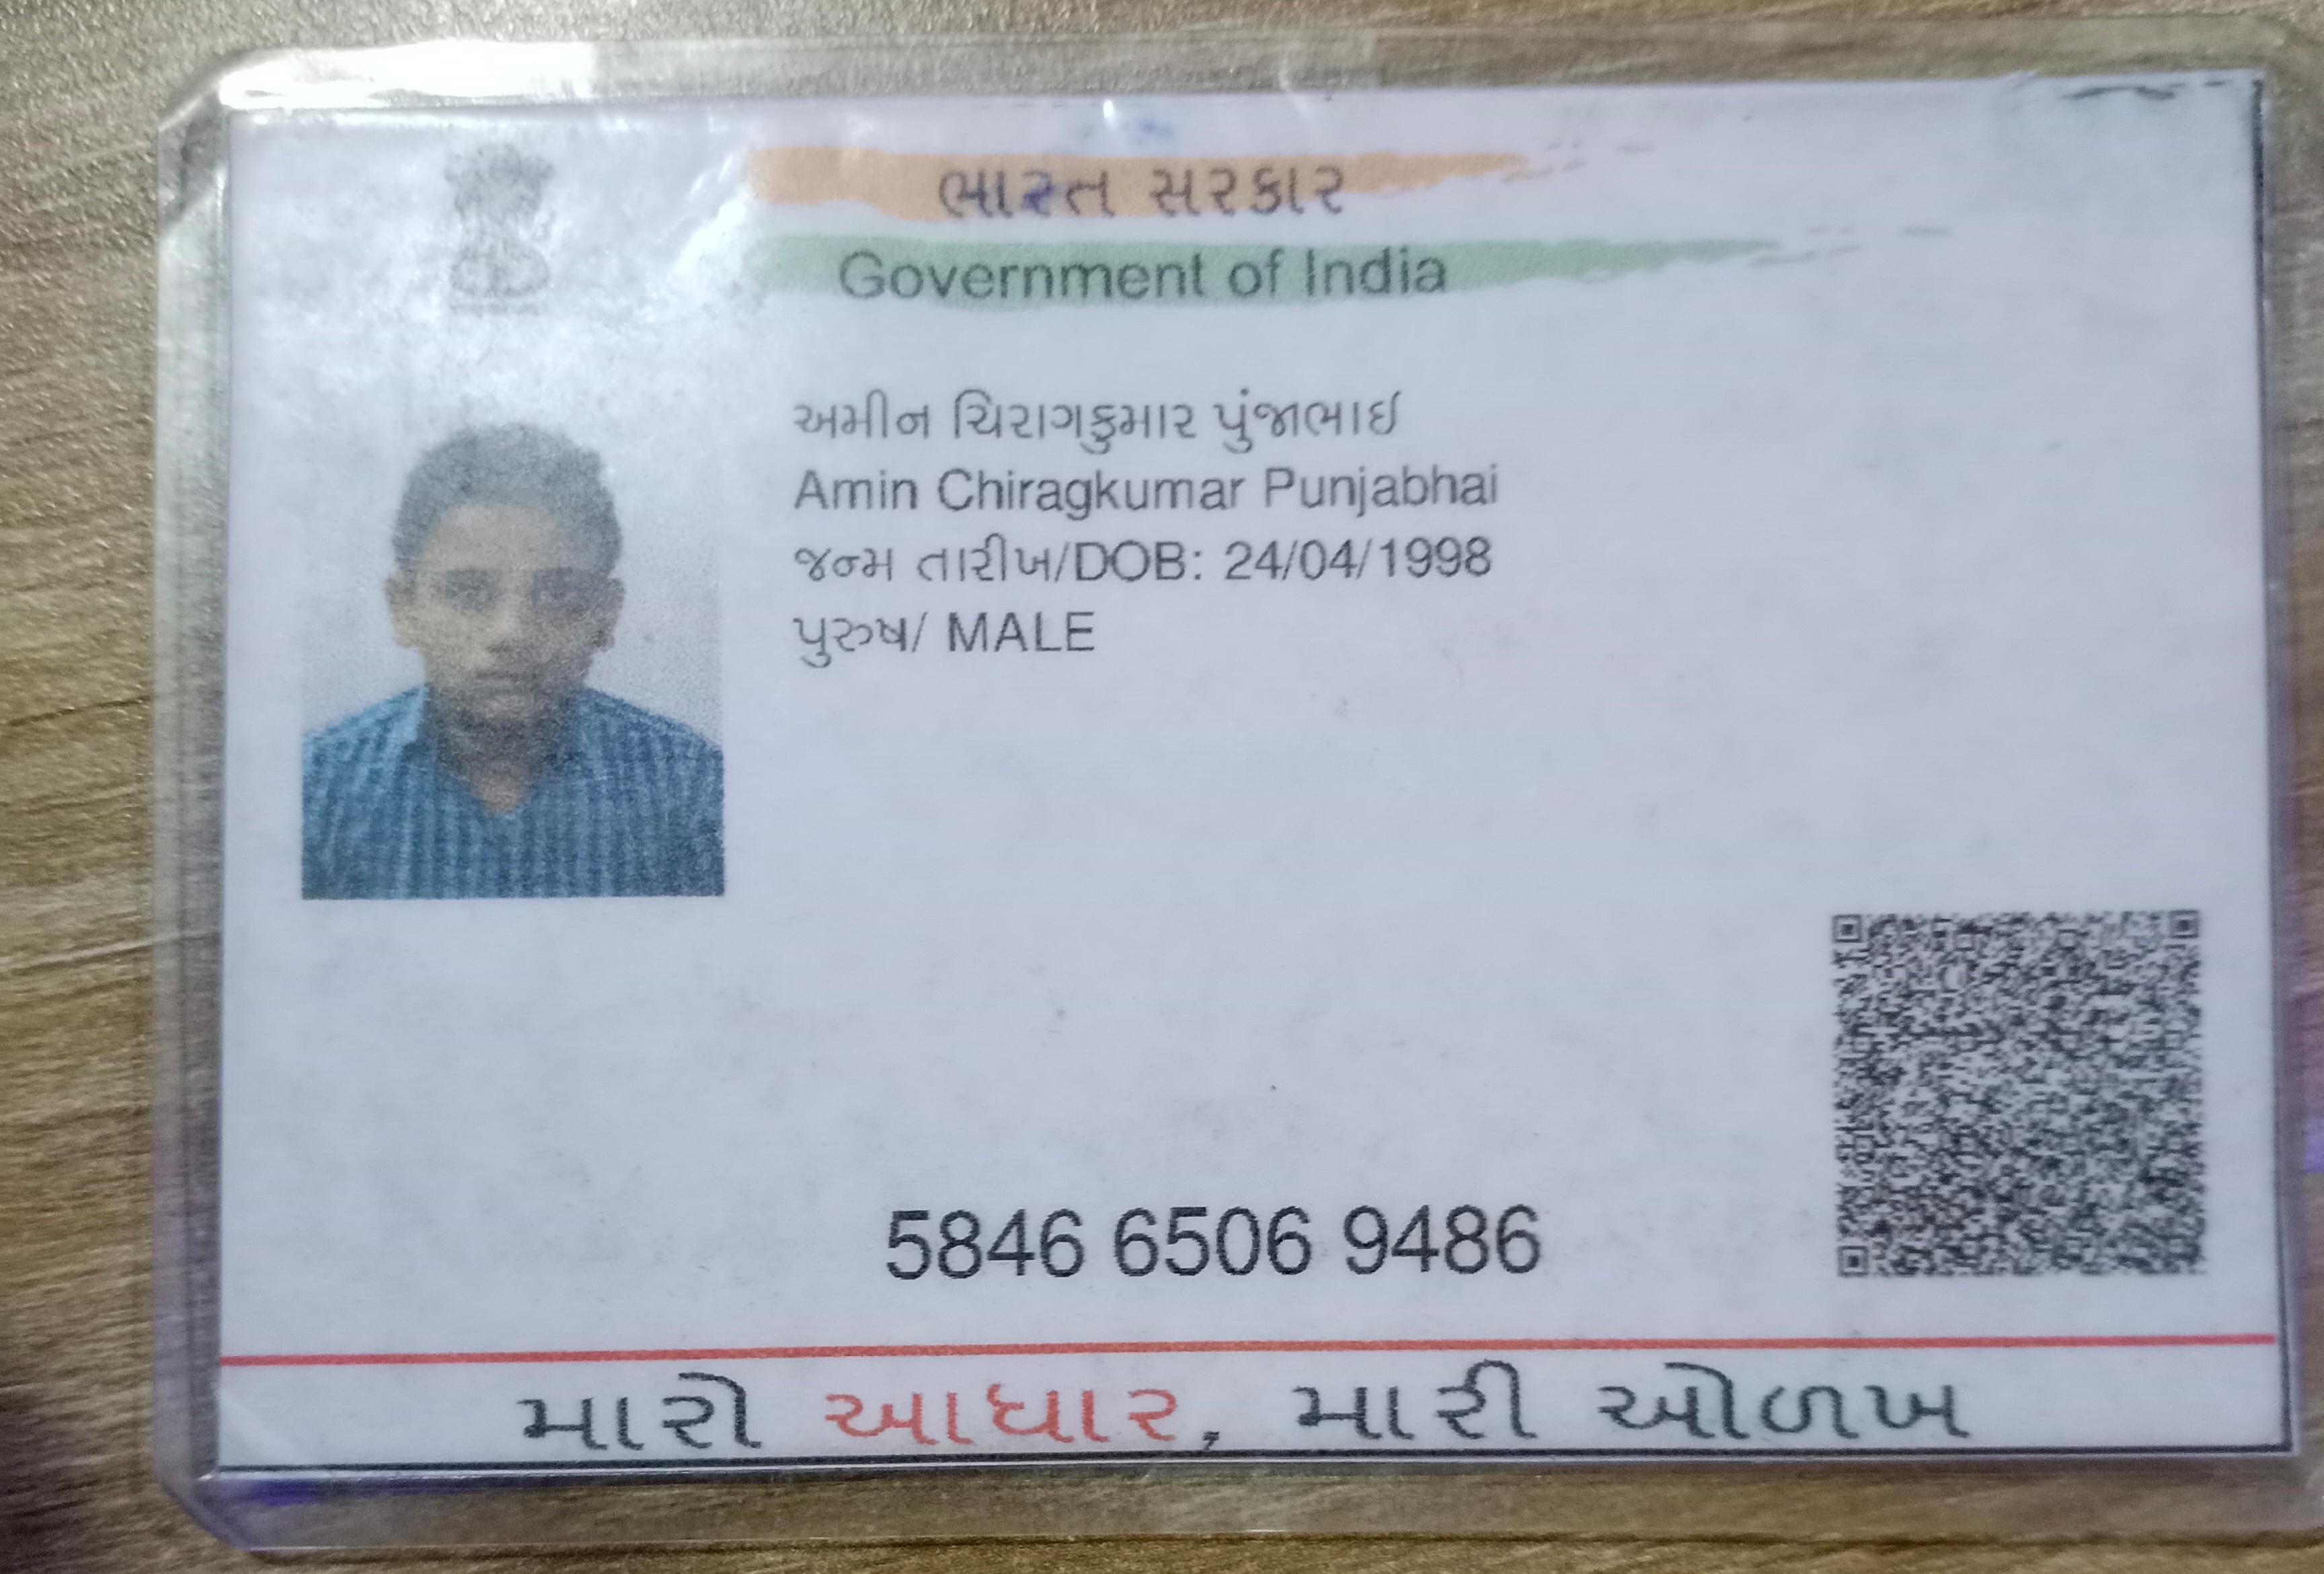 ભારત સરકાર
Government of India
અમીન ચિરાગકુમાર પુંજાભાઈ
Amin Chiragkumar Punjabhai
જન્મ તારીખ/DOB: 24/04/1998
પુરુષ/ MALE
5846 6506 9486
મારો આધાર, મારી ઓળખ